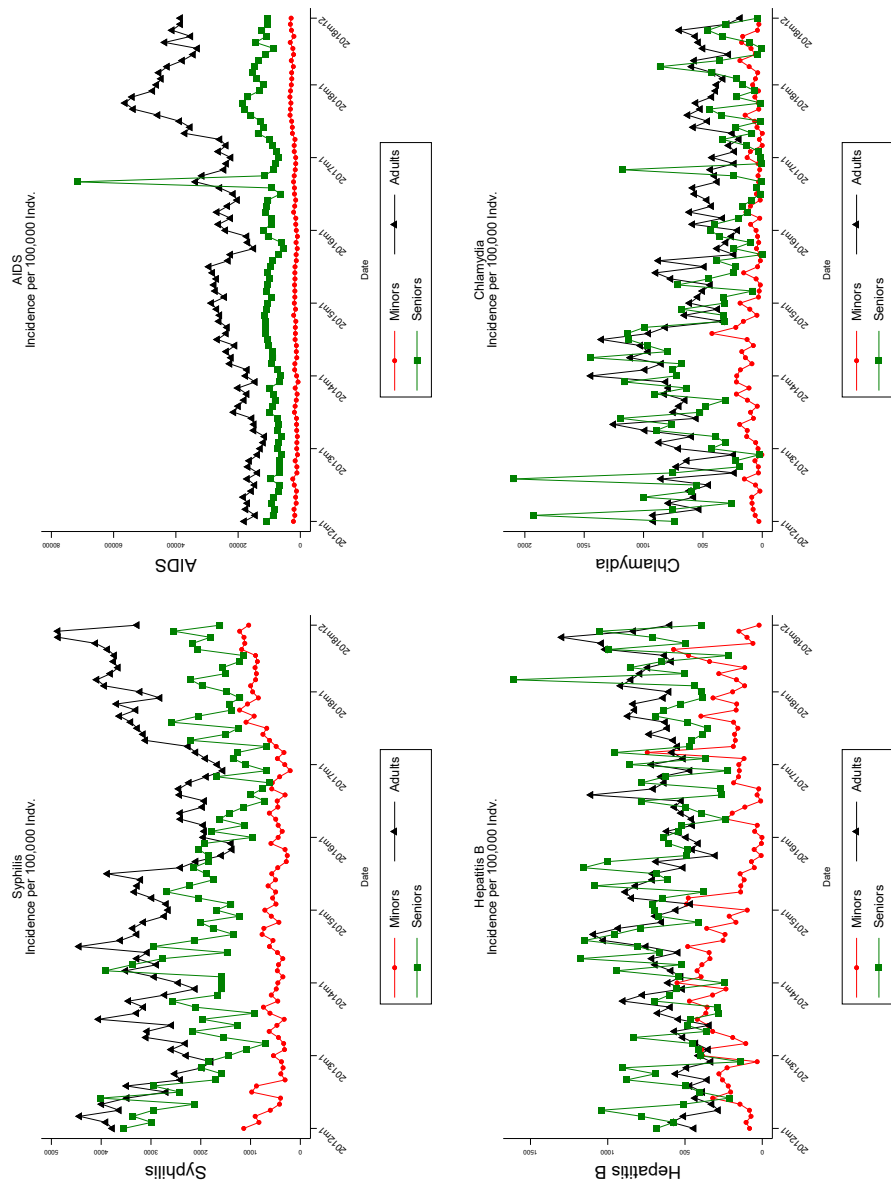 Syphilis
Incidence per 100,000 Indv.
Syphilis
5000
4000
3000
2000
1000
0
2012m1
2013m1
2014m1
2015m1
2016m1
2017m1
2018m1
2018m12
Date
Minors
Adults
Seniors
AIDS
Incidence per 100,000 Indv.
AIDS
80000
60000
40000
20000
0
2012m1
2013m1
2014m1
2015m1
2016m1
2017m1
2018m1
2018m12
Date
Minors
Adults
Seniors
Hepatitis B
Incidence per 100,000 Indv.
Hepatitis B
1500
1000
500
0
2012m1
2013m1
2014m1
2015m1
2016m1
2017m1
2018m1
2018m12
Date
Minors
Adults
Seniors
Chlamydia
Incidence per 100,000 Indv.
Chlamydia
2000
1500
1000
500
0
2012m1
2013m1
2014m1
2015m1
2016m1
2017m1
2018m1
2018m12
Date
Minors
Adults
Seniors